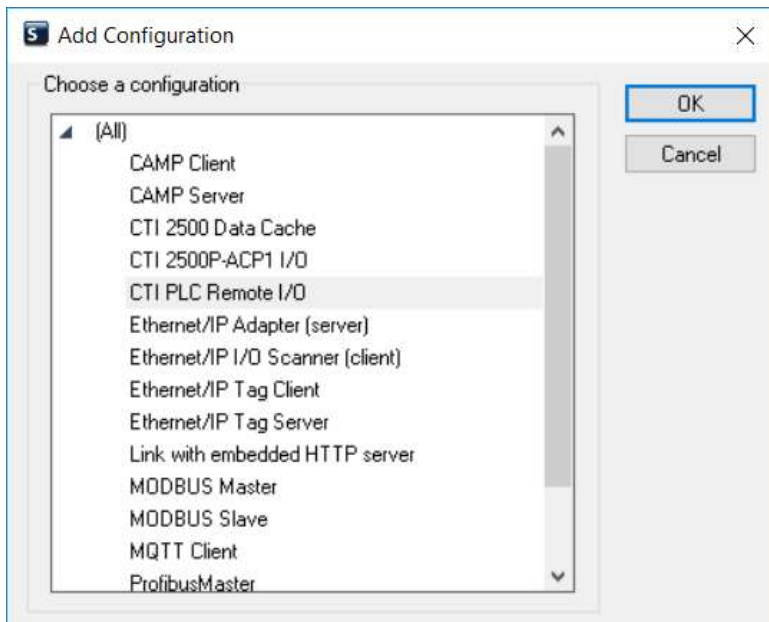 S Add Configuration
Choose a configuration
OK
Cancel
(All)
CAMP Client
CAMP Server
CTI 2500 Data Cache
CTI 2500P-ACP1 I/O
CTI PLC Remote I/O
Ethernet/IP Adapter (server)
Ethernet/IP I/O Scanner (client)
Ethernet/IP Tag Client
Ethernet/IP Tag Server
Link with embedded HTTP server
MODBUS Master
MODBUS Slave
MQTT Client
ProfibusMaster